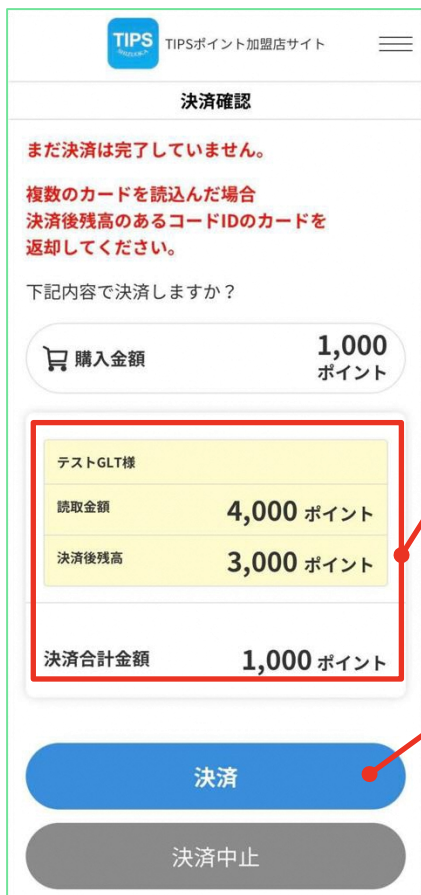 TIPS
SHIZUOKA
TIPSポイント加盟店サイト
決済確認
まだ決済は完了していません。
複数のカードを読込んだ場合
決済後残高のあるコードIDのカードを
返却してください。
下記内容で決済しますか？
購入金額 1,000
ポイント
テストGLT様
読取金額 4,000 ポイント
決済後残高 3,000 ポイント
決済合計金額 1,000 ポイント
決済
決済中止